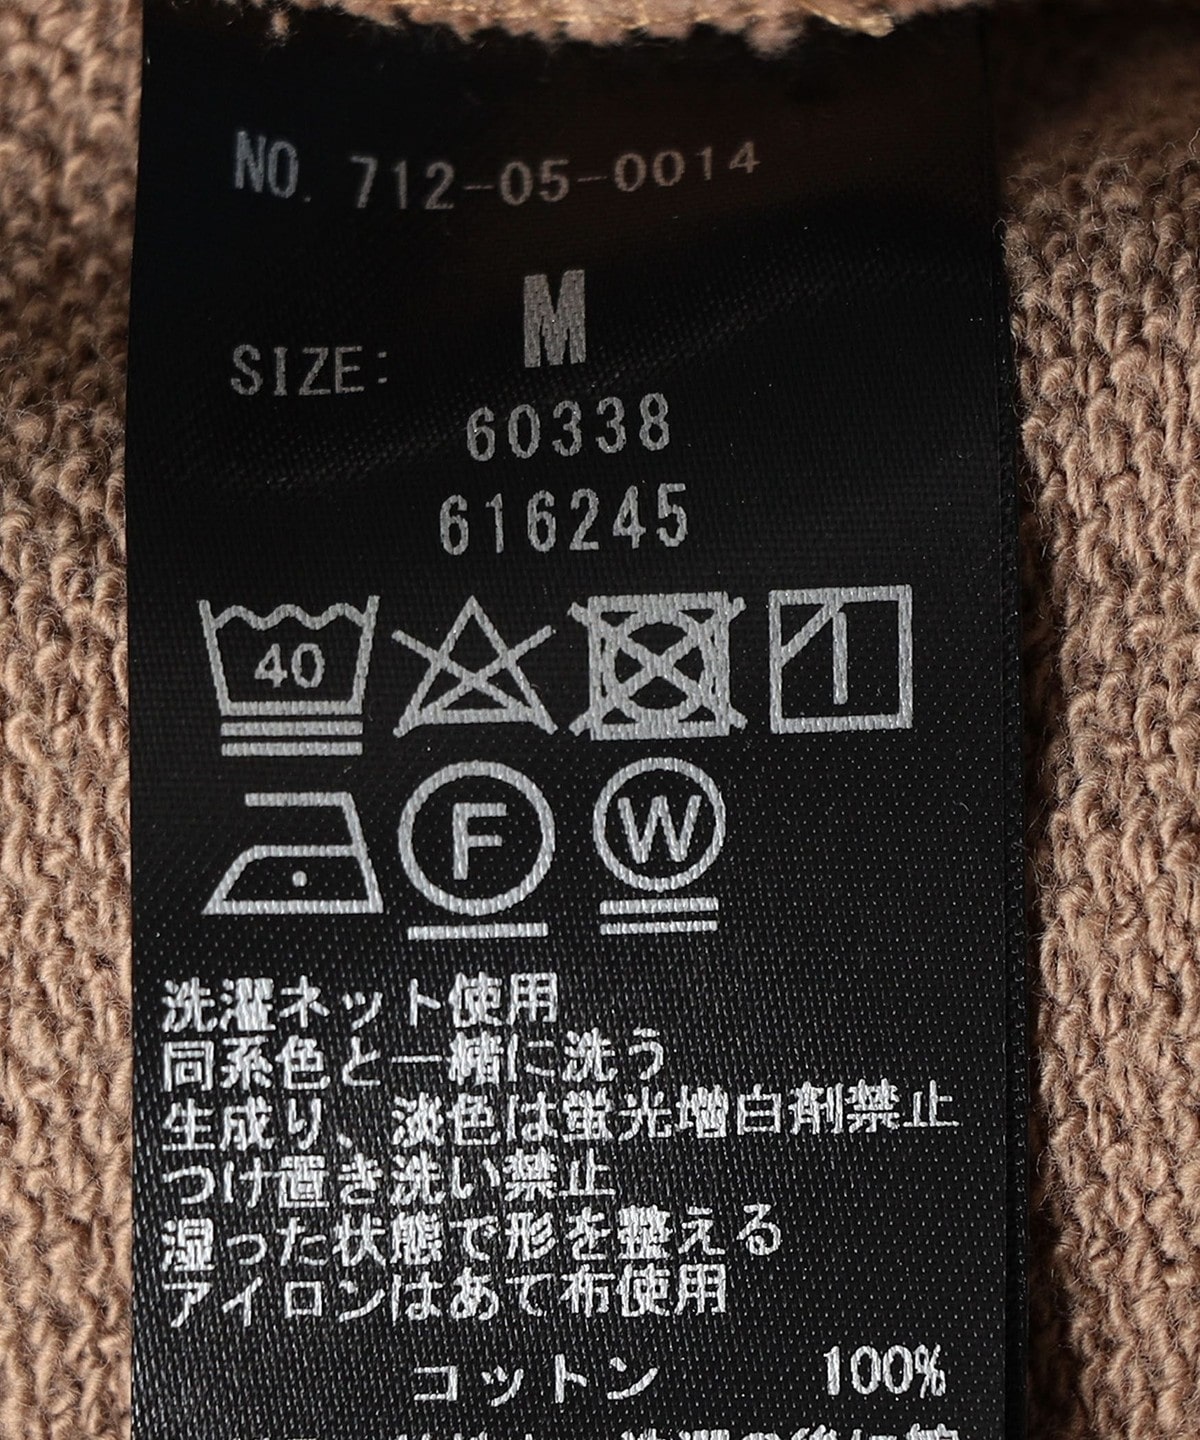 NO. 712-05-0014
M
SIZE:
60338
616245
40
F W
洗濯ネット使用
同系色と一緒に洗う
生成り、淡色は蛍光増白剤禁止
つけ置き洗い禁止
湿った状態で形を整える
アイロンはあて布使用
コットン 100%